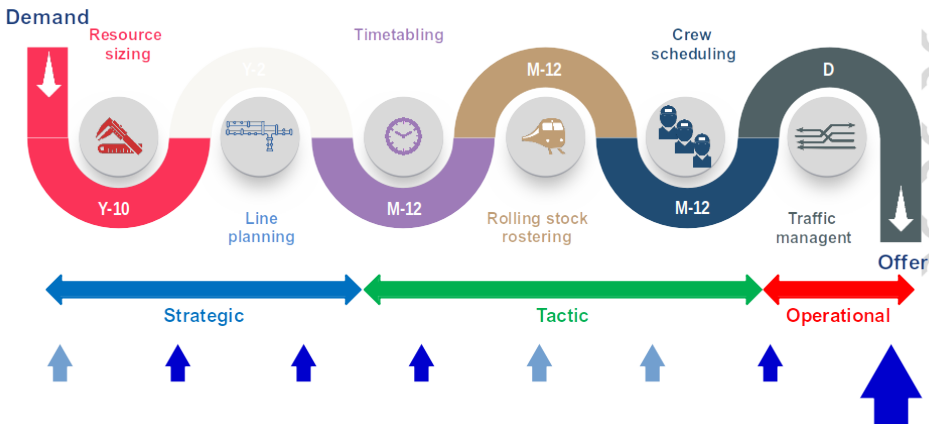 Demand
Resource
sizing
Timetabling
Crew
scheduling
Y-2
M-12
D
Y-10
M-12
M-12
Line
planning
Rolling stock
rostering
Traffic
managent
Offer
Strategic
Tactic
Operational